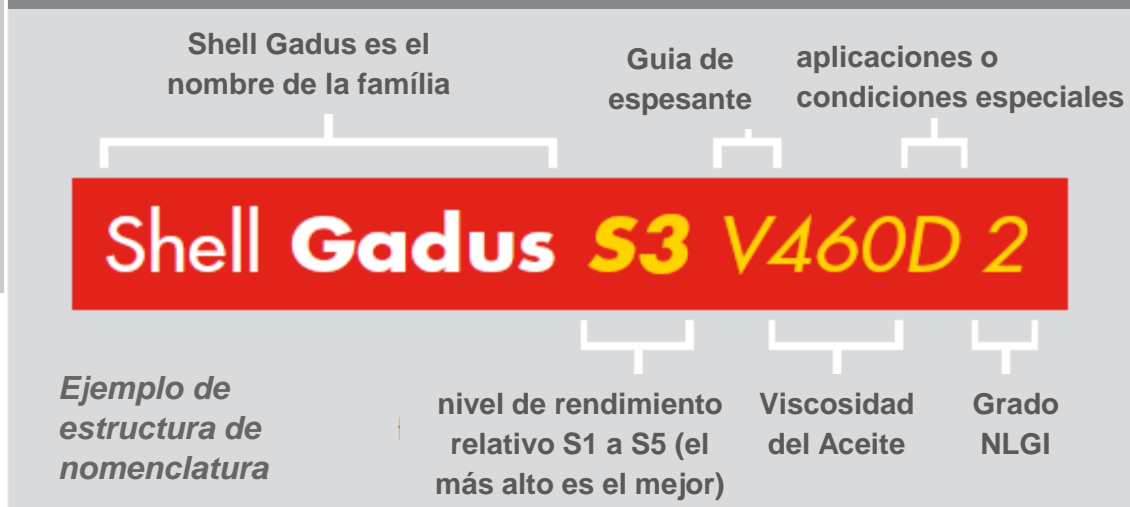 Shell Gadus es el
nombre de la família
Guia de
espesante
aplicaciones o
condiciones especiales
Shell Gadus S3 V460D 2
Ejemplo de
estructura de
nomenclatura
nivel de rendimiento
relativo S1 a S5 (el
más alto es el mejor)
Viscosidad
del Aceite
Grado
NLGI